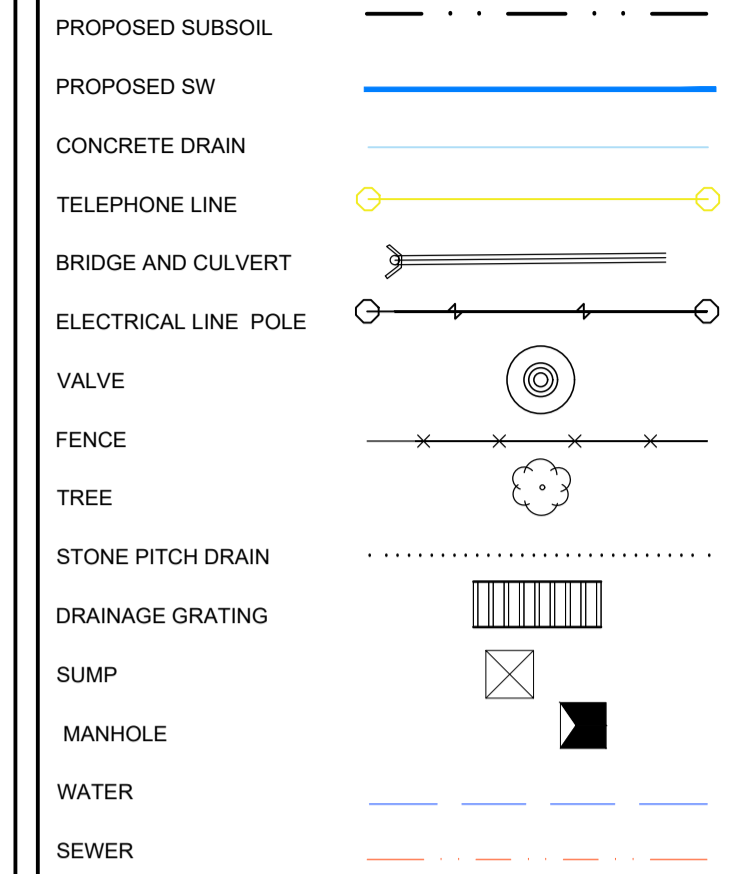 PROPOSED SUBSOIL
PROPOSED SW
CONCRETE DRAIN
TELEPHONE LINE
BRIDGE AND CULVERT
ELECTRICAL LINE  POLE
VALVE
FENCE
TREE
STONE PITCH DRAIN
DRAINAGE GRATING
SUMP
MANHOLE
WATER
SEWER